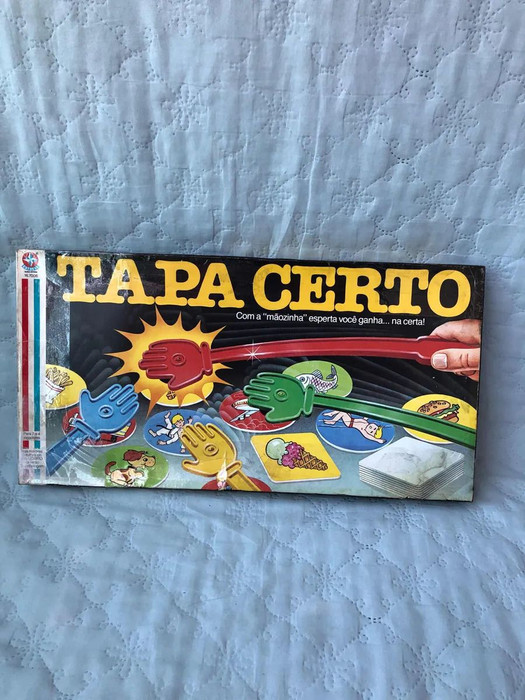 TAPA CERTO
Com a "mãozinha" esperta você ganha... na certa!